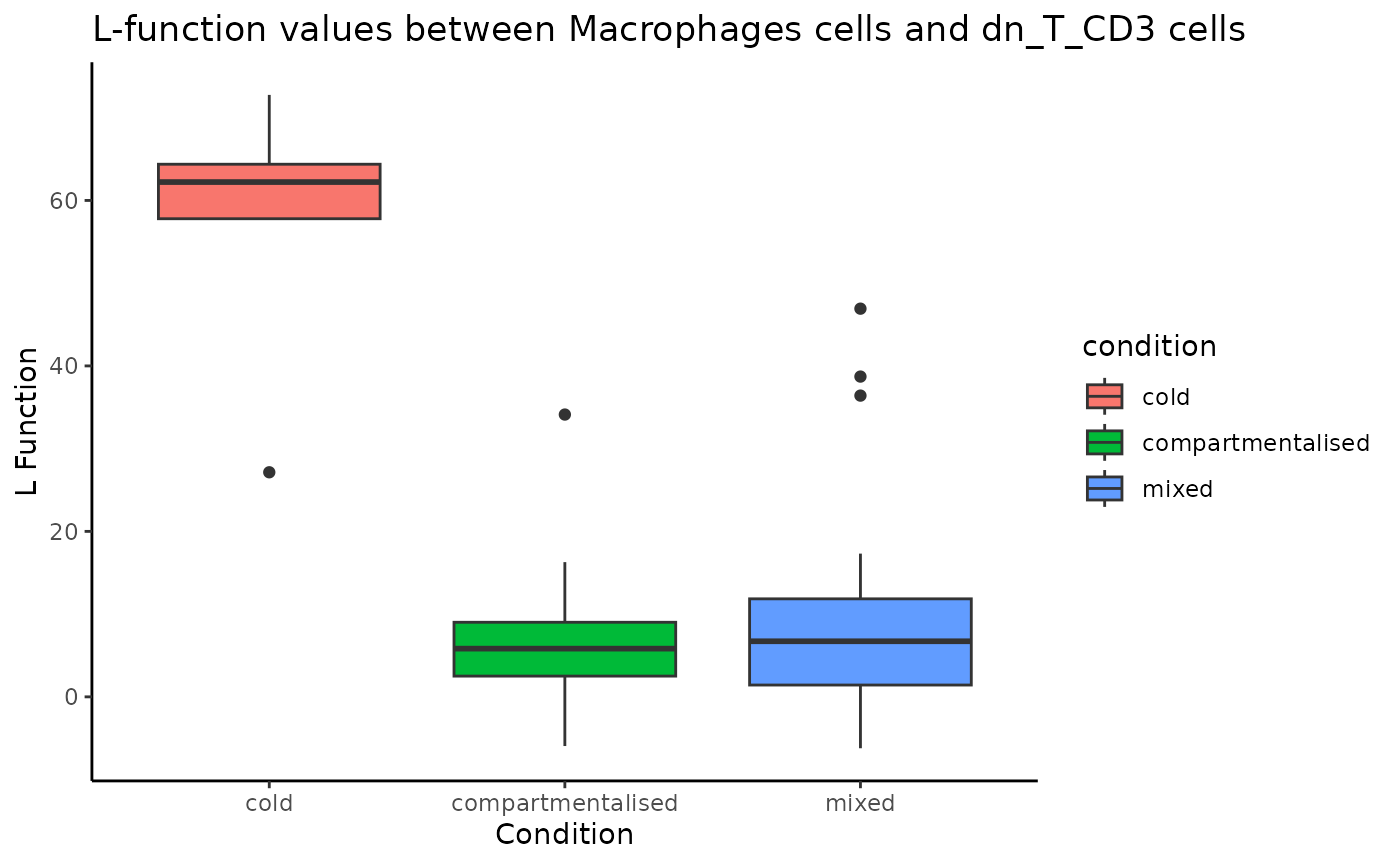 L-function values between Macrophages cells and dn_T_CD3 cells
L Function
60
40
20
0
cold
compartmentalised
mixed
Condition
condition
cold
compartmentalised
mixed